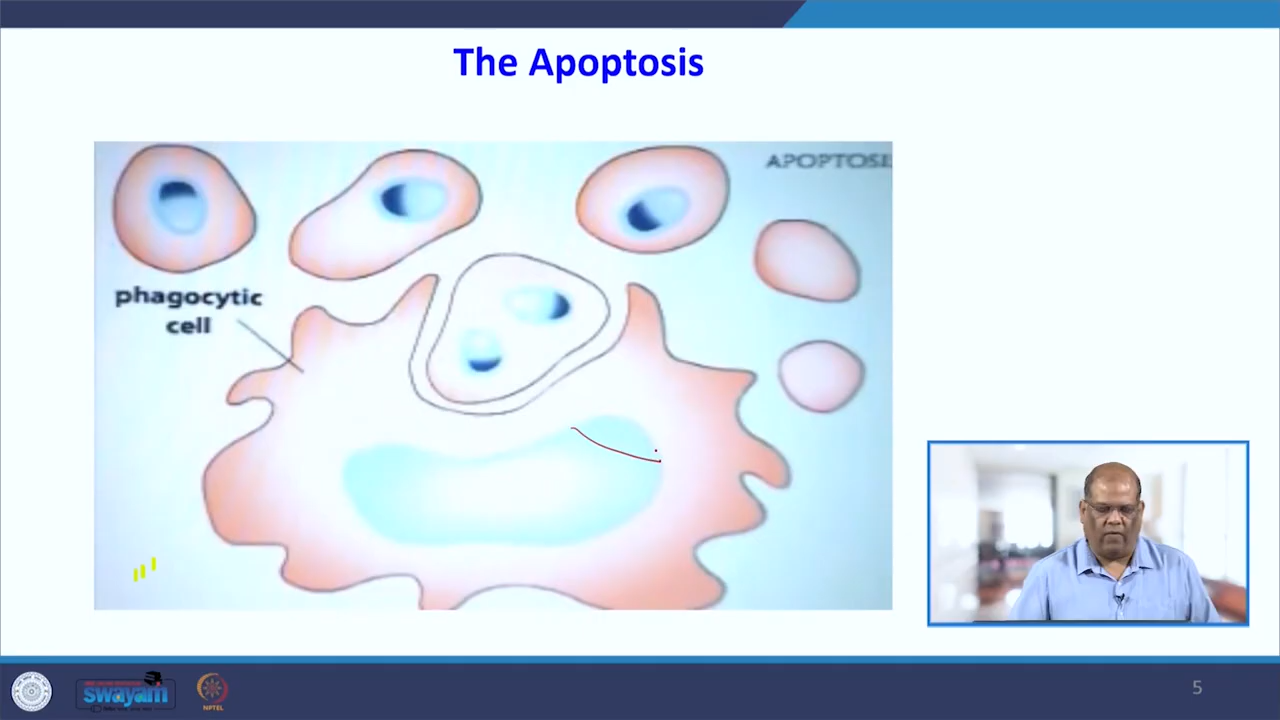 The Apoptosis
APOPTOSI
phagocytic
cell
swayam
NPTEL
5